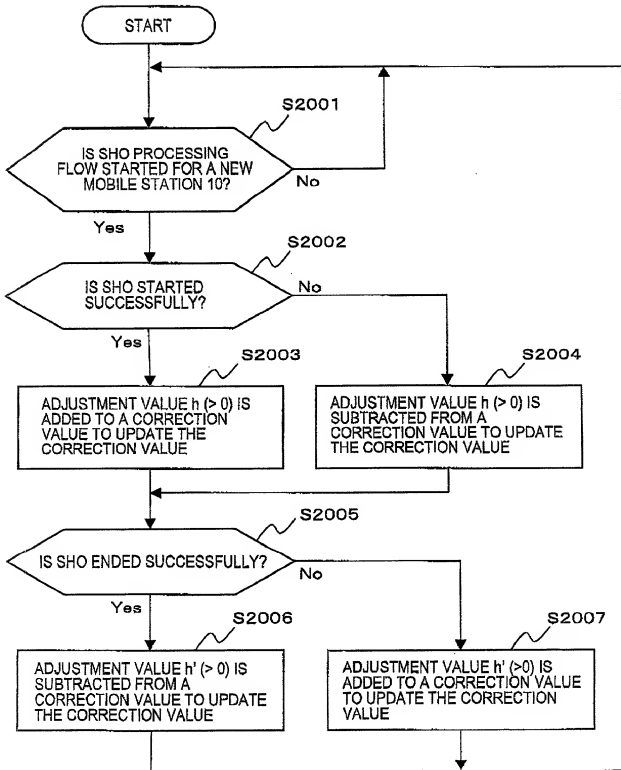 START
S2001
IS SHO PROCESSING
FLOW STARTED FOR A NEW
MOBILE STATION 10?
No
Yes
S2002
IS SHO STARTED
SUCCESSFULLY?
No
Yes
S2003
ADJUSTMENT VALUE h (> 0) IS
ADDED TO A CORRECTION
VALUE TO UPDATE THE
CORRECTION VALUE
S2004
ADJUSTMENT VALUE h (> 0) IS
SUBTRACTED FROM A
CORRECTION VALUE TO UPDATE
THE CORRECTION VALUE
S2005
IS SHO ENDED SUCCESSFULLY?
No
Yes
S2006
ADJUSTMENT VALUE h' (> 0) IS
SUBTRACTED FROM A
CORRECTION VALUE TO UPDATE
THE CORRECTION VALUE
S2007
ADJUSTMENT VALUE h' (>0) IS
ADDED TO A CORRECTION VALUE
TO UPDATE THE CORRECTION
VALUE